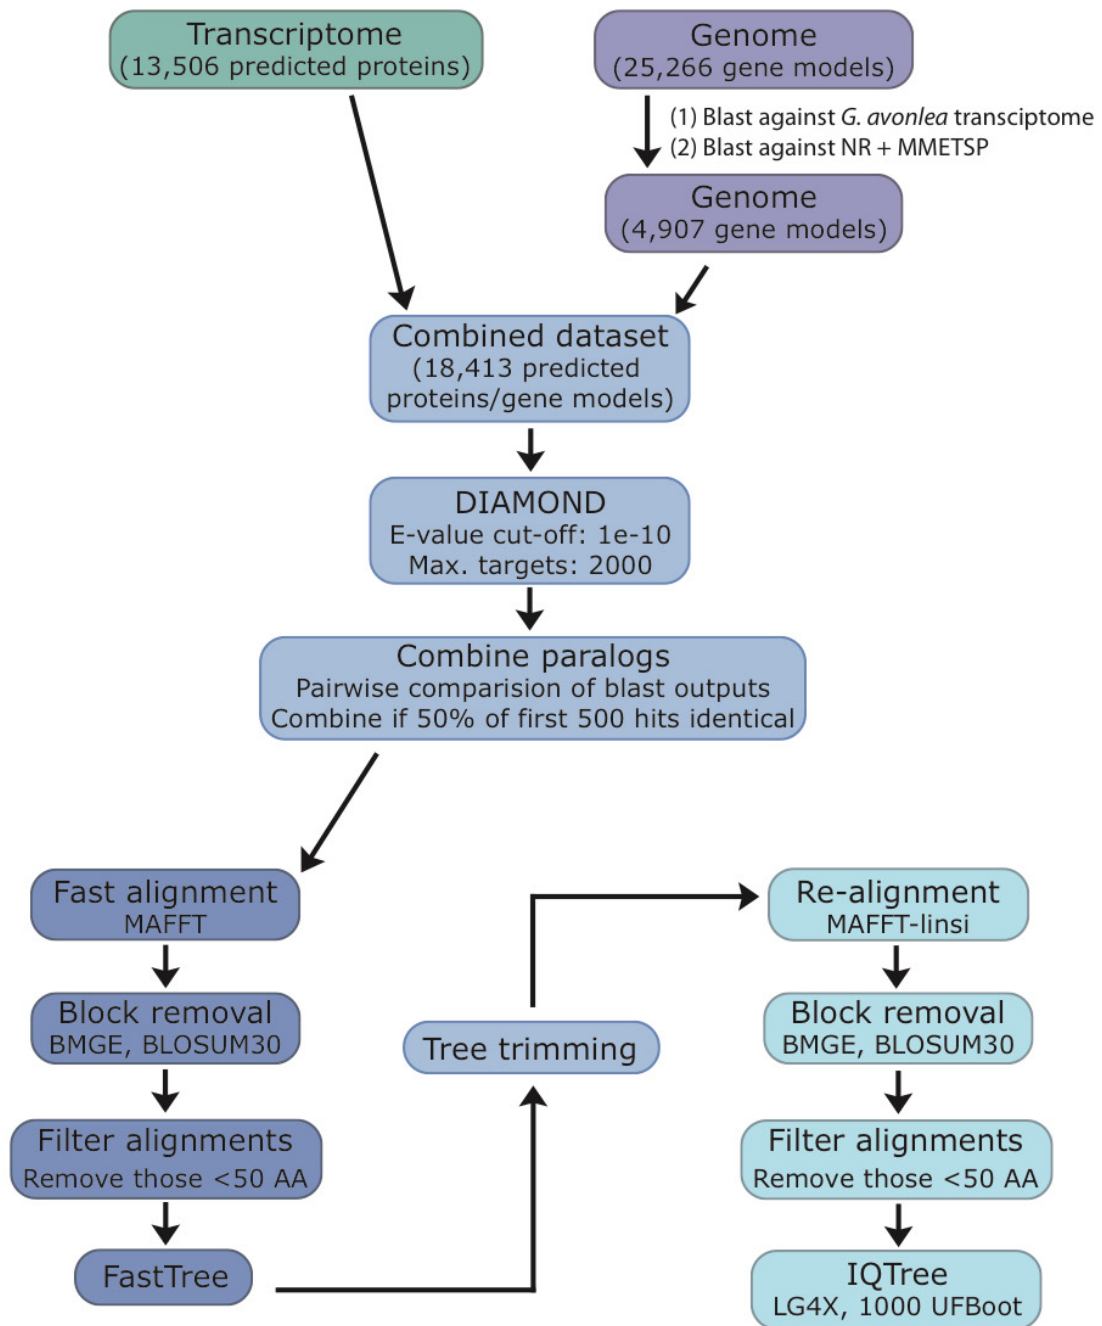 Transcriptome
(13,506 predicted proteins)
Genome
(25,266 gene models)
(1) Blast against G. avonlea transciptome
(2) Blast against NR + MMETSP
Genome
(4,907 gene models)
Combined dataset
(18,413 predicted
proteins/gene models)
DIAMOND
E-value cut-off: 1e-10
Max. targets: 2000
Combine paralogs
Pairwise comparision of blast outputs
Combine if 50% of first 500 hits identical
Fast alignment
MAFFT
Block removal
BMGE, BLOSUM30
Filter alignments
Remove those <50 AA
FastTree
Tree trimming
Re-alignment
MAFFT-linsi
Block removal
BMGE, BLOSUM30
Filter alignments
Remove those <50 AA
IQTree
LG4X, 1000 UFBoot